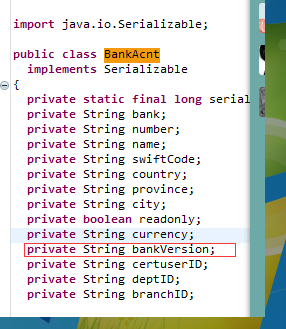 import java.io.Serializable;
public class BankAcnt
implements Serializable
{
private static final long serial
private String bank;
private String number;
private String name;
private String swiftCode;
private String country;
private String province;
private String city;
private boolean readonly;
private String currency;
private String bankVersion;
private String certuserID;
private String deptID;
private String branchID;